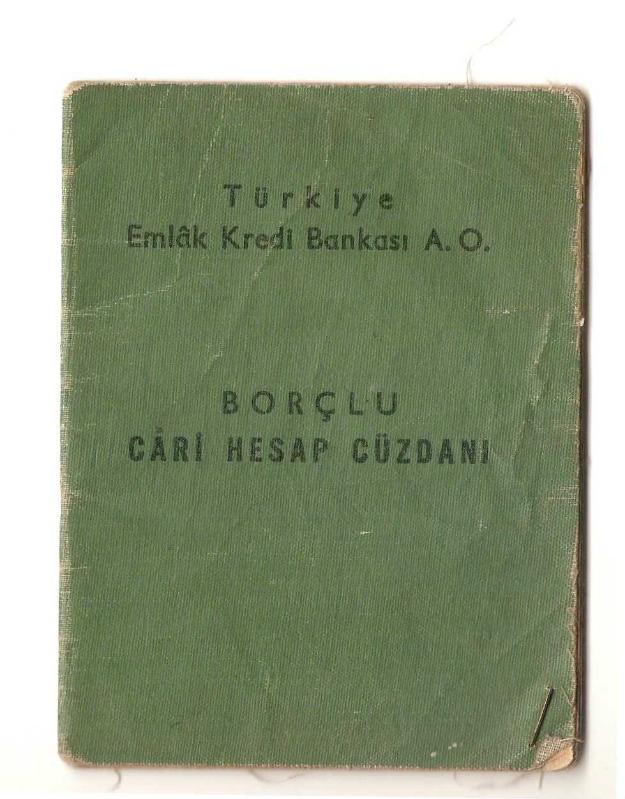 Türkiye
Emlâk Kredi Bankası A.O.
BORÇLU
CÂRİ HESAP CÜZDANI